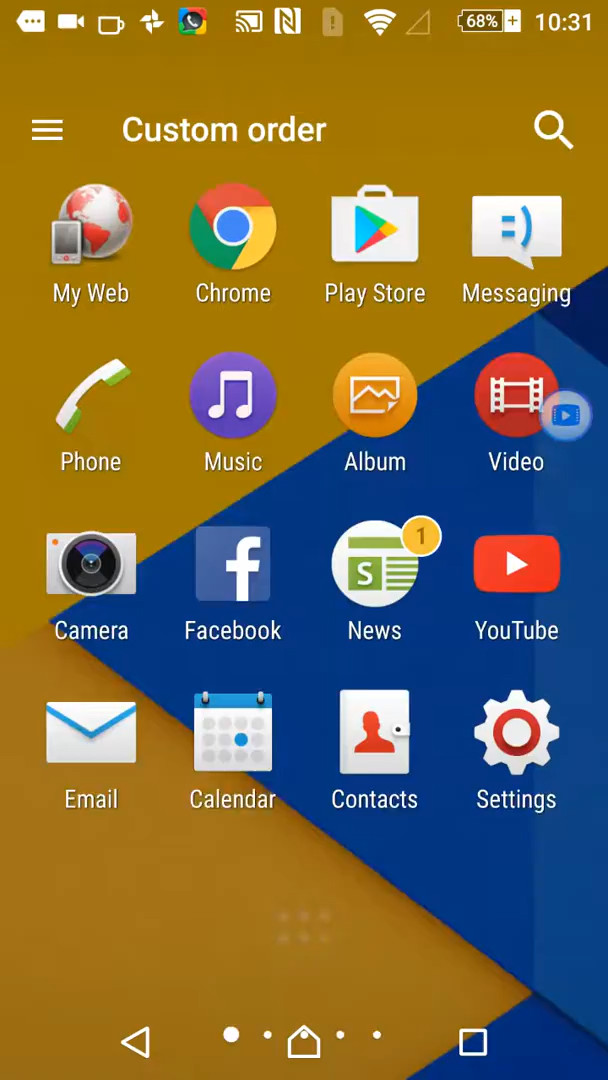 68% 10:31
Custom order
My Web Chrome Play Store Messaging
Phone Music Album Video
1
S
Camera Facebook News YouTube
Email Calendar Contacts Settings